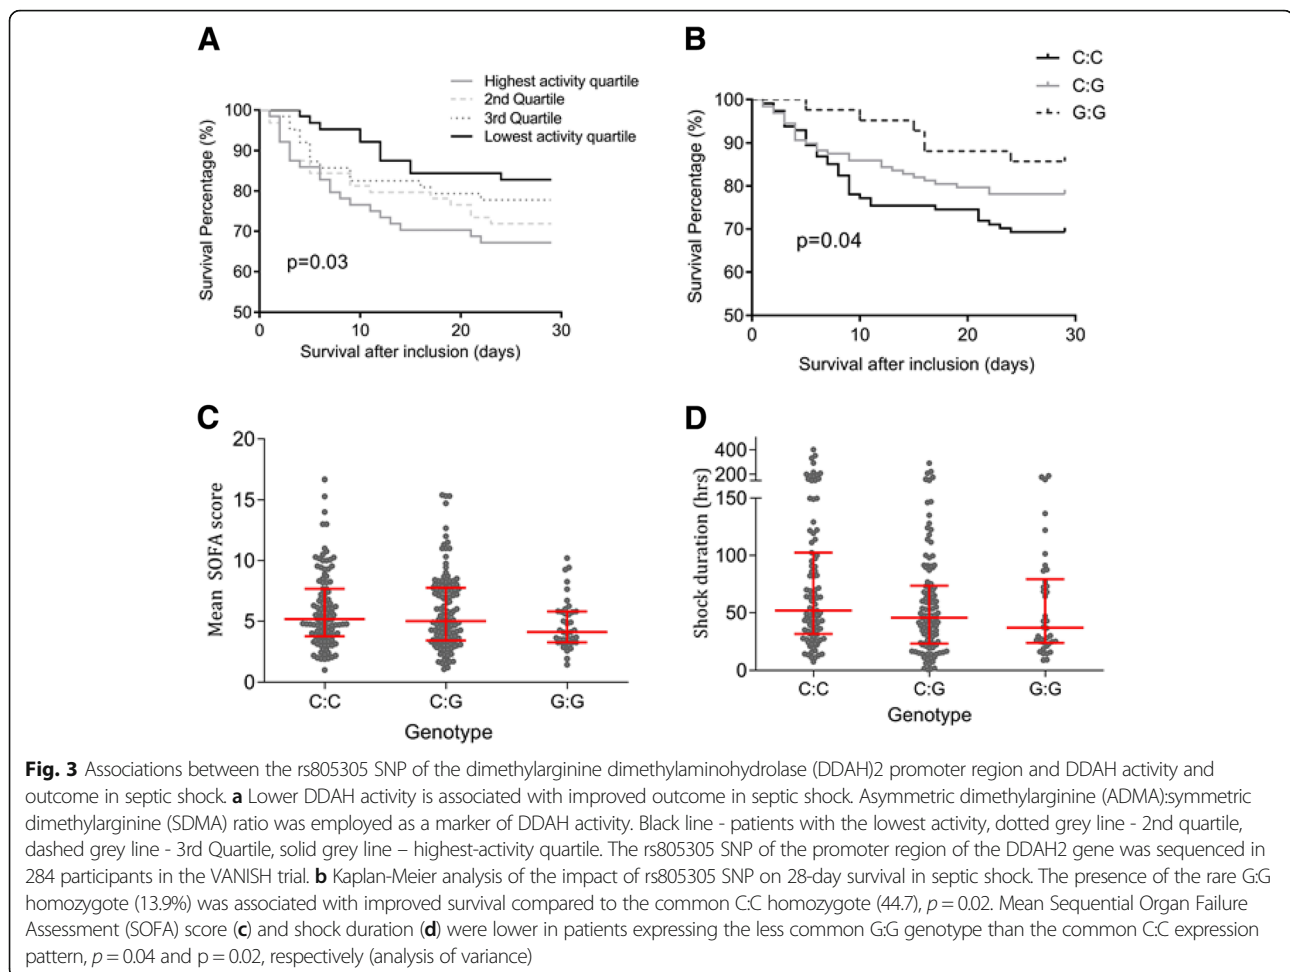 A
Highest activity quartile
2nd Quartile
3rd Quartile
Lowest activity quartile
Survival Percentage (%)
100
90
80
70
60
50
p=0.03
0 10 20 30
Survival after inclusion (days)
B
C:C
C:G
G:G
Survival Percentage (%)
100
90
80
70
60
50
p=0.04
0 10 20 30
Survival after inclusion (days)
C
Mean SOFA score
20
15
10
5
0
C:C C:G G:G
Genotype
D
Shock duration (hrs)
400
200
150
100
50
0
C:C C:G G:G
Genotype
Fig. 3 Associations between the rs805305 SNP of the dimethylarginine dimethylaminohydrolase (DDAH)2 promoter region and DDAH activity and
outcome in septic shock. a Lower DDAH activity is associated with improved outcome in septic shock. Asymmetric dimethylarginine (ADMA):symmetric
dimethylarginine (SDMA) ratio was employed as a marker of DDAH activity. Black line - patients with the lowest activity, dotted grey line - 2nd quartile,
dashed grey line - 3rd Quartile, solid grey line – highest-activity quartile. The rs805305 SNP of the promoter region of the DDAH2 gene was sequenced in
284 participants in the VANISH trial. b Kaplan-Meier analysis of the impact of rs805305 SNP on 28-day survival in septic shock. The presence of the rare G:G
homozygote (13.9%) was associated with improved survival compared to the common C:C homozygote (44.7), p = 0.02. Mean Sequential Organ Failure
Assessment (SOFA) score (c) and shock duration (d) were lower in patients expressing the less common G:G genotype than the common C:C expression
pattern, p = 0.04 and p = 0.02, respectively (analysis of variance)